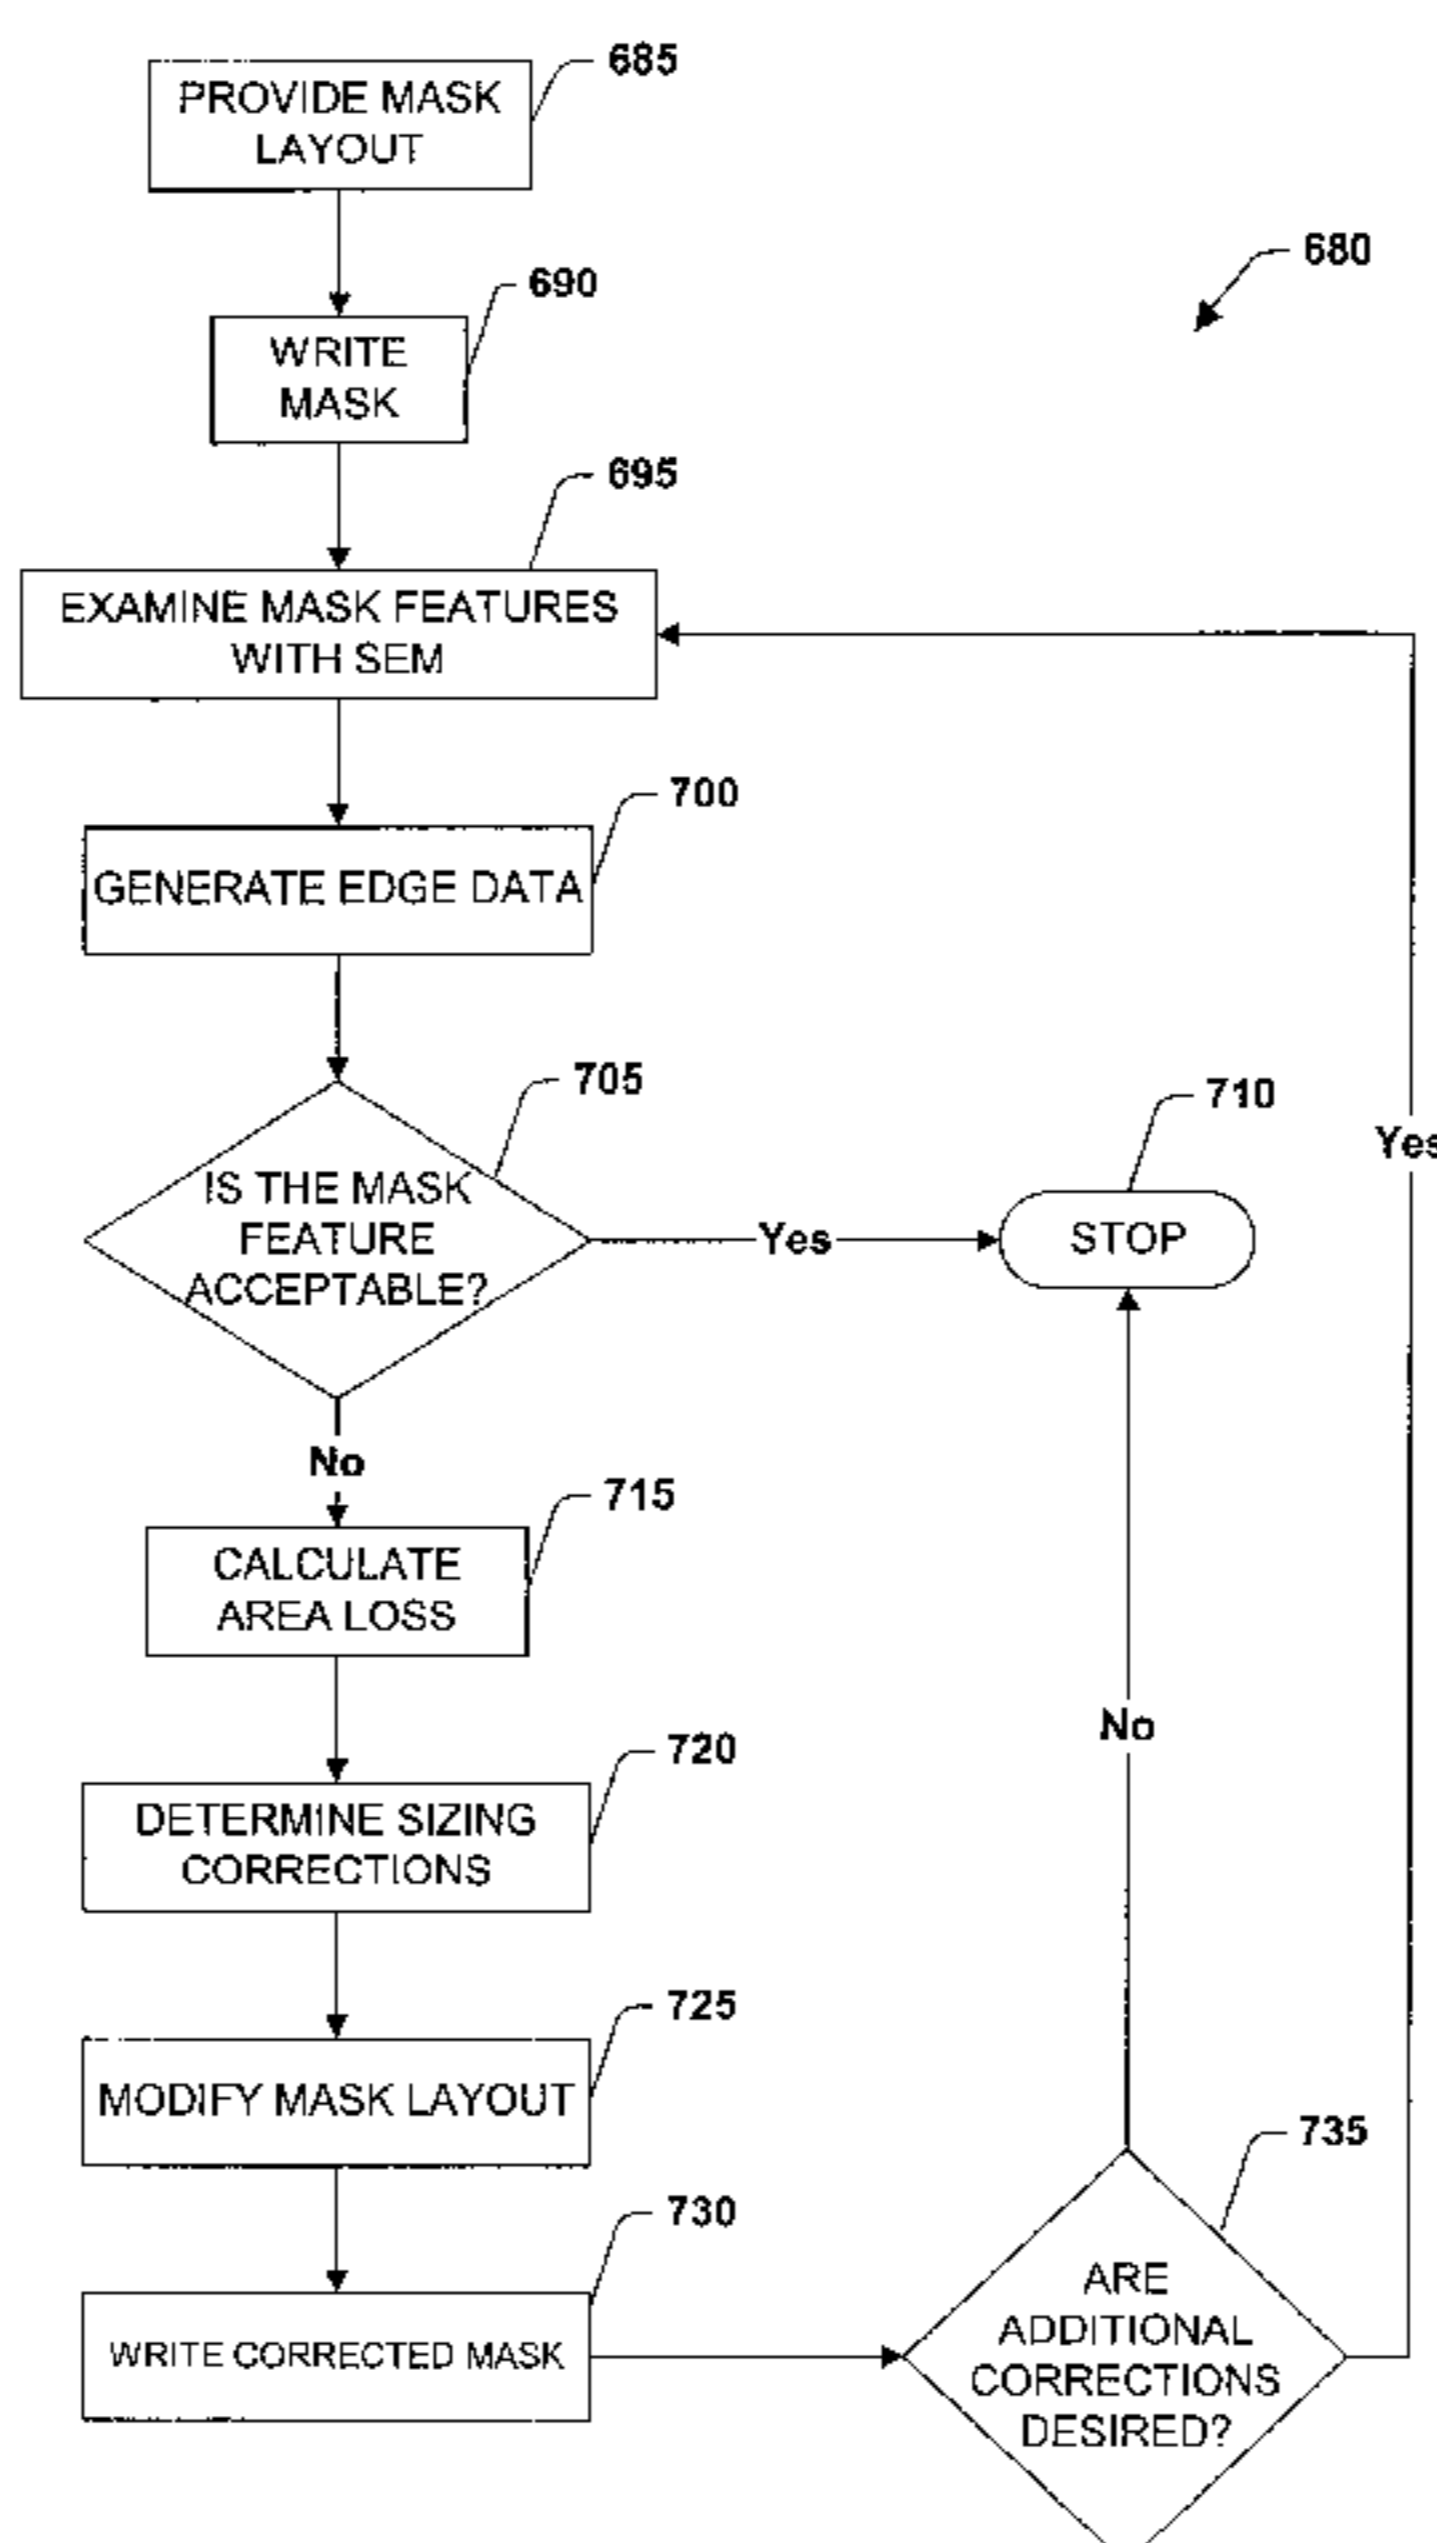 685
PROVIDE MASK
LAYOUT
680
690
WRITE
MASK
695
EXAMINE MASK FEATURES
WITH SEM
700
GENERATE EDGE DATA
705
IS THE MASK
FEATURE
ACCEPTABLE?
Yes
710
STOP
Yes
No
715
CALCULATE
AREA LOSS
720
DETERMINE SIZING
CORRECTIONS
No
725
MODIFY MASK LAYOUT
730
WRITE CORRECTED MASK
735
ARE
ADDITIONAL
CORRECTIONS
DESIRED?